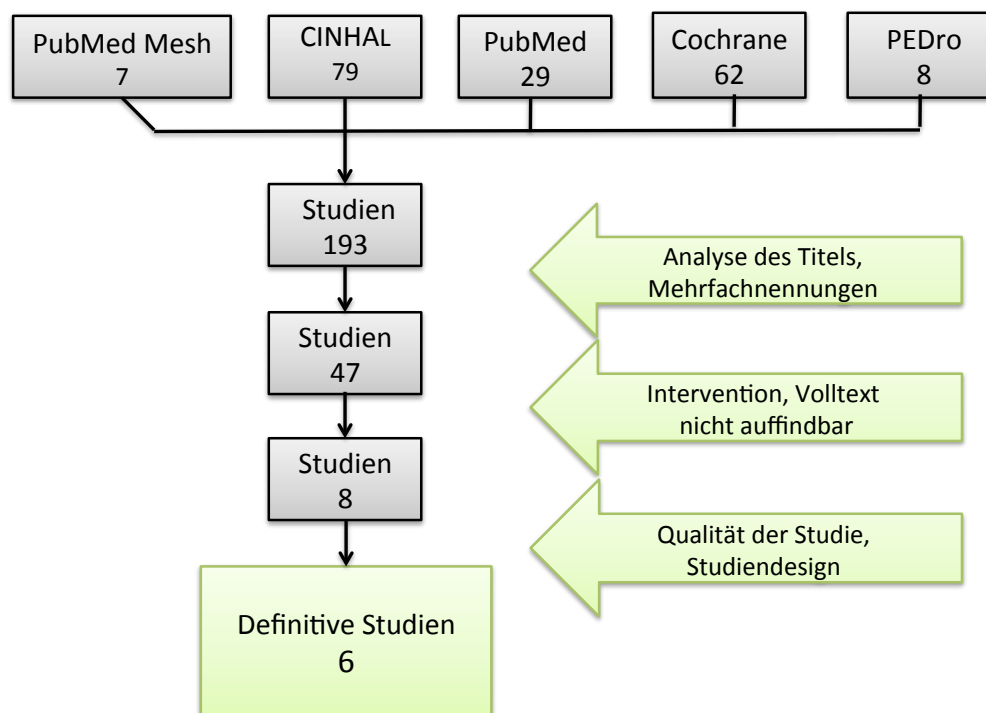 PubMed Mesh
7
CINHAL
79
PubMed
29
Cochrane
62
PEDro
8
Studien
193
Analyse des Titels,
Mehrfachnennungen
Studien
47
Intervention, Volltext
nicht auffindbar
Studien
8
Qualität der Studie,
Studiendesign
Definitive Studien
6